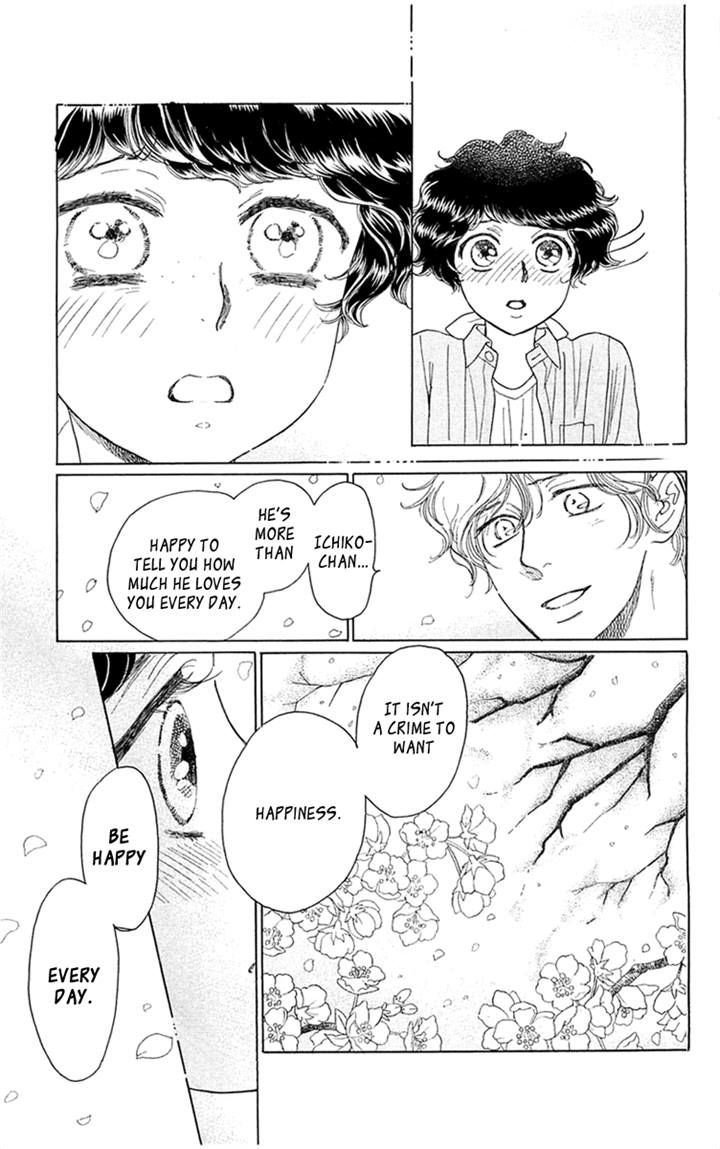 ICHIKO-
CHAN...
HE'S
MORE
THAN
HAPPY TO
TELL YOU HOW
MUCH HE LOVES
YOU EVERY DAY.
IT ISN'T
A CRIME TO
WANT
HAPPINESS.
BE
HAPPY
EVERY
DAY.